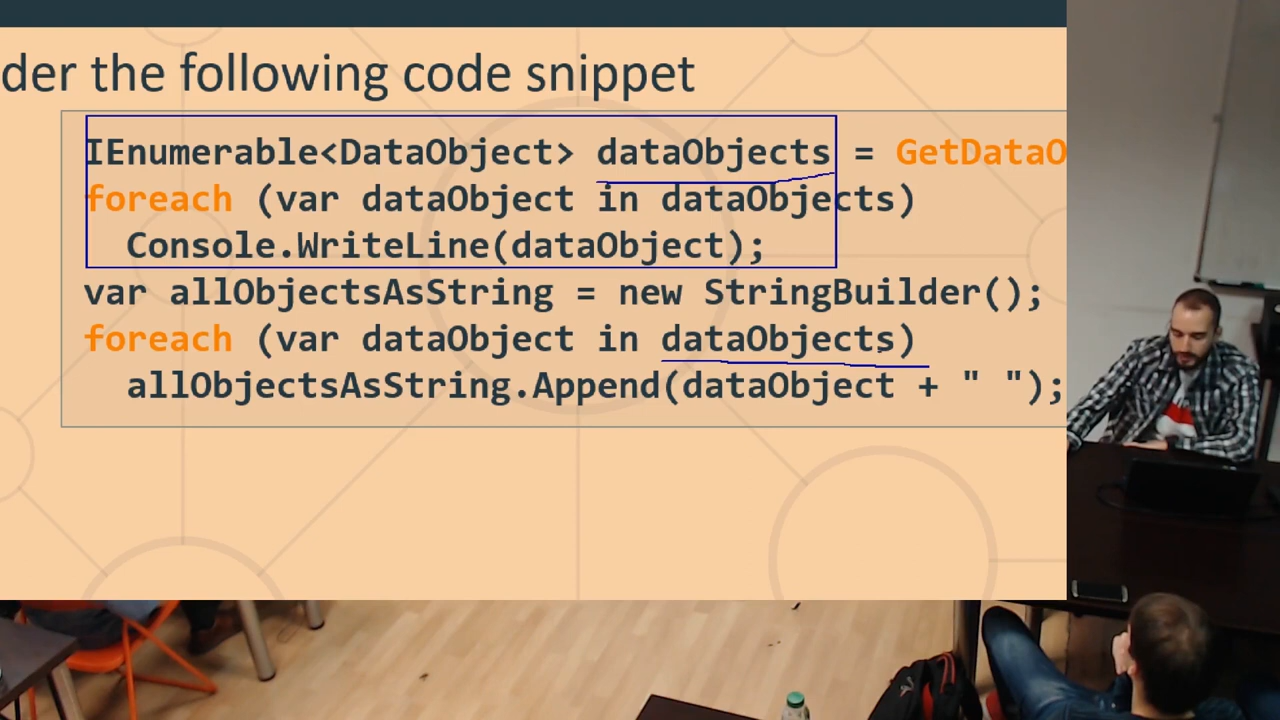 der the following code snippet
IEnumerable<DataObject> dataObjects = GetDataO
foreach (var dataObject in dataObjects)
Console.WriteLine(dataObject);
var allObjectsAsString = new StringBuilder();
foreach (var dataObject in dataObjects)
allObjectsAsString.Append(dataObject + " ");